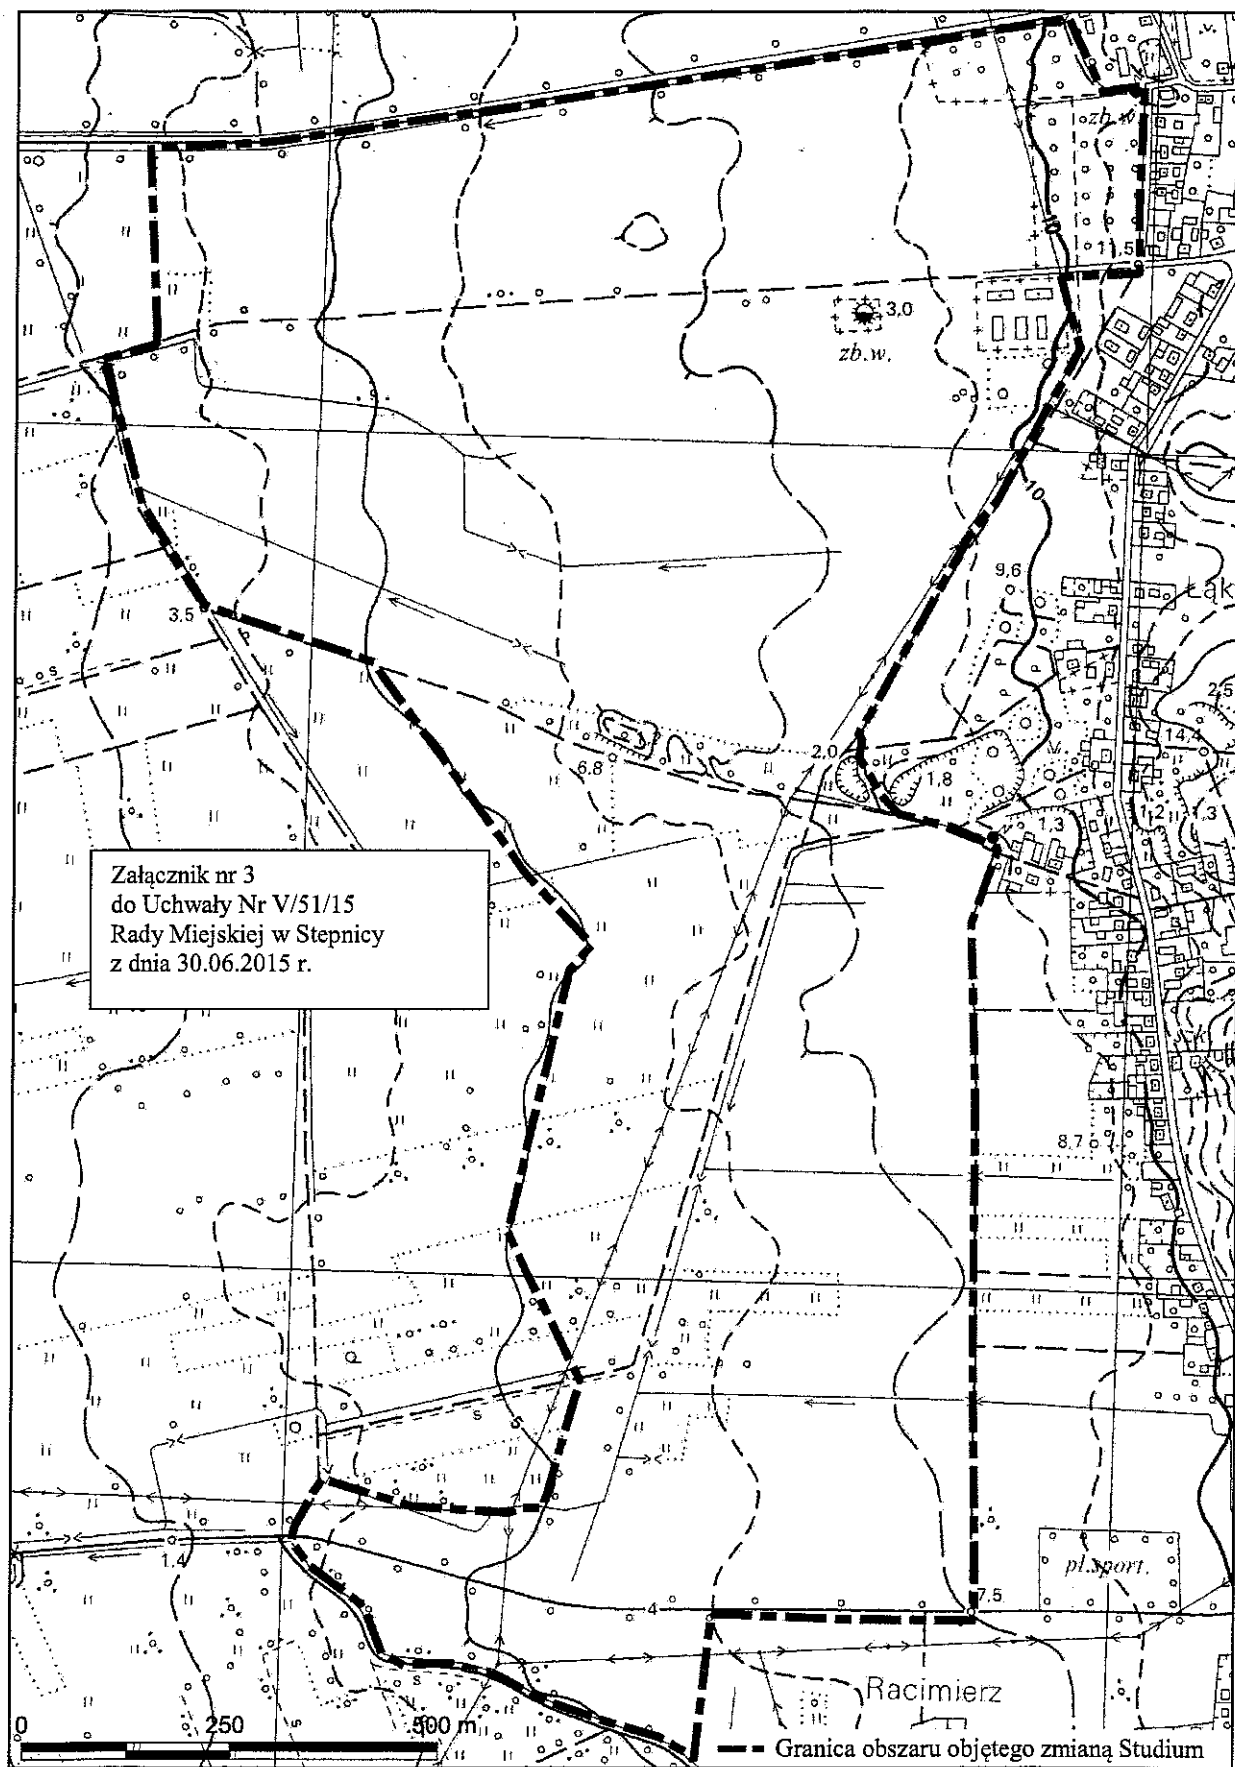 zb.w.
10
11,5
3,0
zb.w.
10
9,6
Łąk
3.5
2,5
14,4
2.0
6.8
1,8
1,3
1,2
1,3
Załącznik nr 3
do Uchwały Nr V/51/15
Rady Miejskiej w Stepnicy
z dnia 30.06.2015 r.
8,7
s
s
5
1.4
pl.sport.
7,5
4
s
Racimierz
0 250 500 m
s
Granica obszaru objętego zmianą Studium